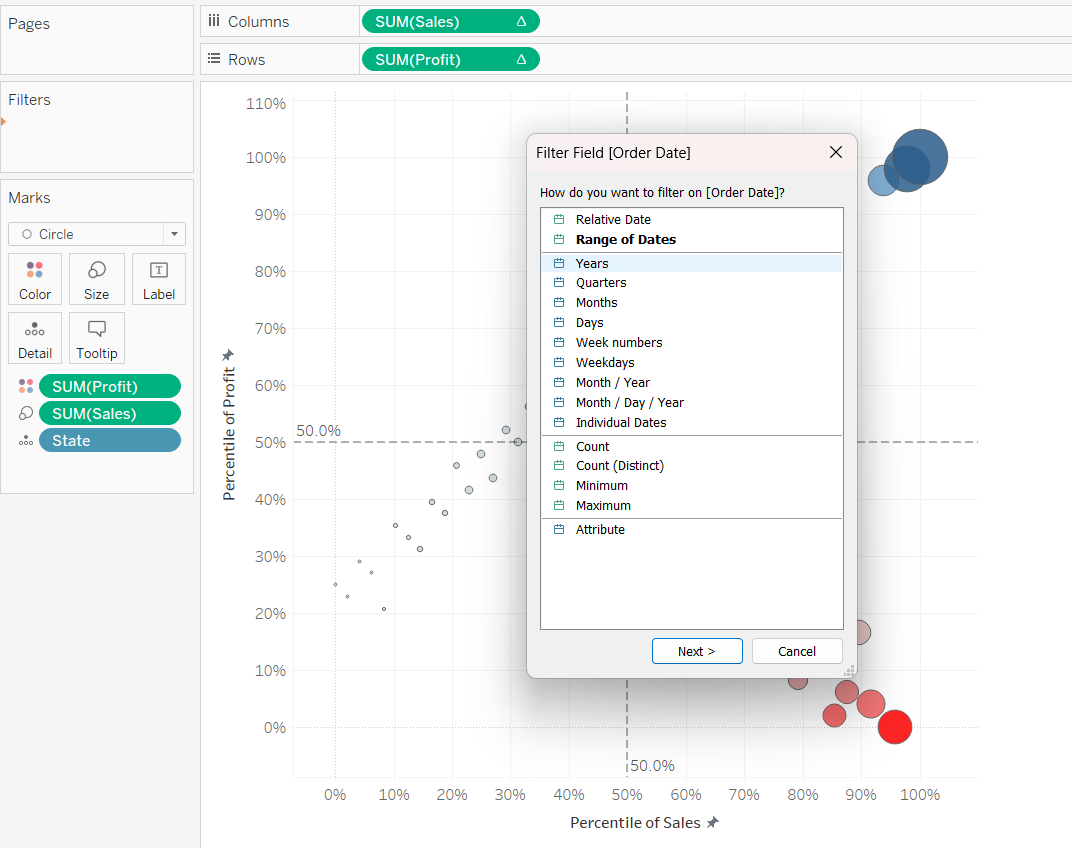 Pages
Columns
SUM(Sales)
Rows
SUM(Profit)
Filters
Marks
Circle
Color
Size
Label
Detail
Tooltip
SUM(Profit)
SUM(Sales)
State
110%
100%
90%
80%
70%
60%
50%
40%
30%
20%
10%
0%
Percentile of Profit
50.0%
50.0%
0%
10%
20%
30%
40%
50%
60%
70%
80%
90%
100%
Percentile of Sales
Filter Field [Order Date]
How do you want to filter on [Order Date]?
Relative Date
Range of Dates
Years
Quarters
Months
Days
Week numbers
Weekdays
Month / Year
Month / Day / Year
Individual Dates
Count
Count (Distinct)
Minimum
Maximum
Attribute
Next >
Cancel